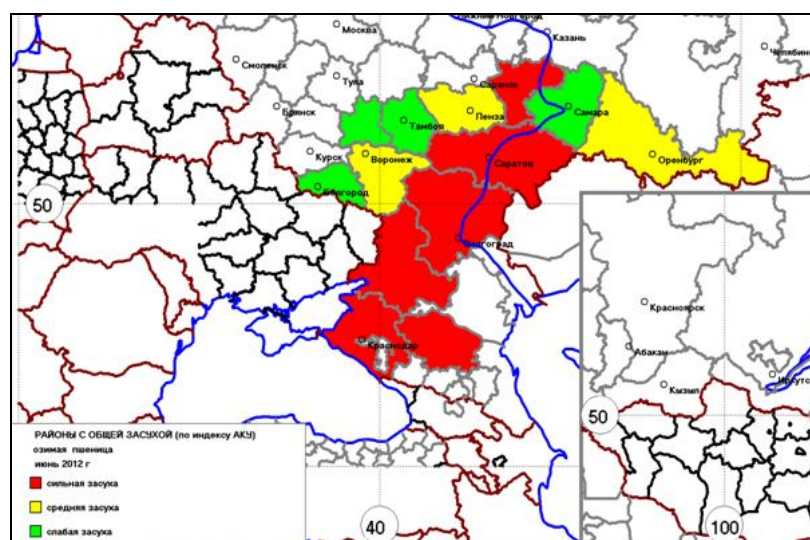 Нижний Новгород
Москва
Казань
Челябинс
Смоленск
Тула
Саранск
Брянск
Тамбов
Пенза
Самара
Курск
Воронеж
Саратов
Оренбург
Белгород
50
Волгоград
Красноярск
Абакан
Иркутс
Краснодар
Кызыл
50
РАЙОНЫ С ОБЩЕЙ ЗАСУХОЙ (по индексу АКУ)
озимая пшеница
июнь 2012 г
сильная засуха
средняя засуха
слабая засуха
40
100